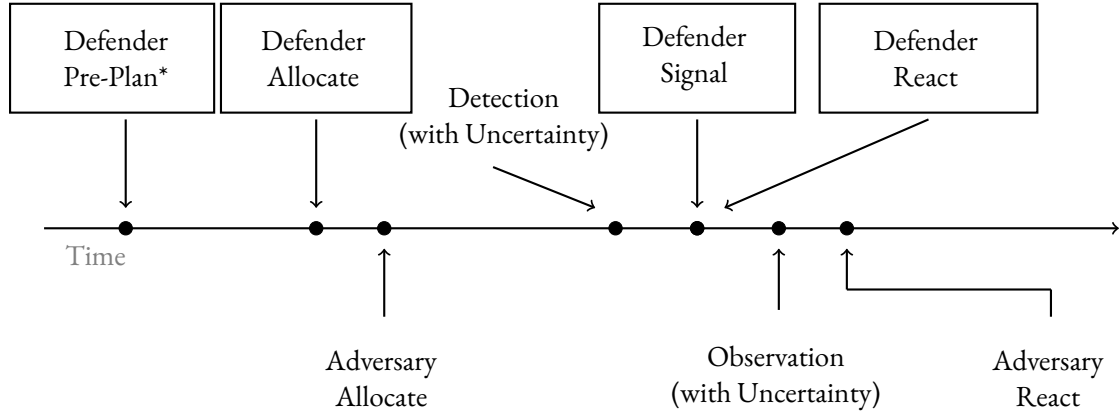 Defender
Pre-Plan*
Defender
Allocate
Detection
(with Uncertainty)
Defender
Signal
Defender
React
Time
Adversary
Allocate
Observation
(with Uncertainty)
Adversary
React